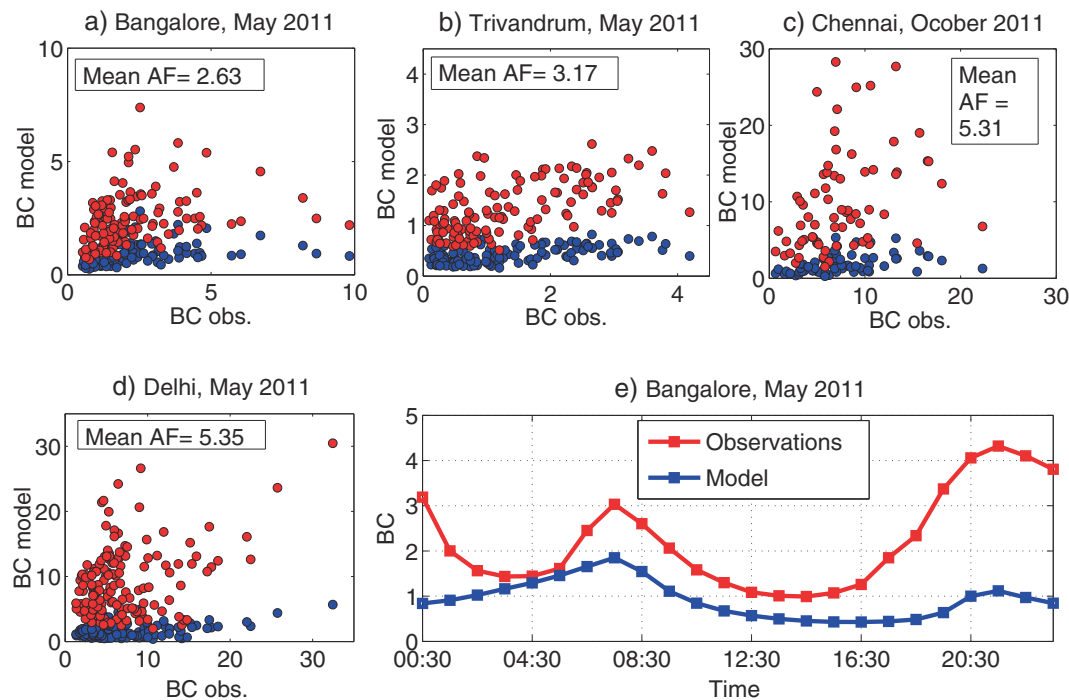 a) Bangalore, May 2011
Mean AF= 2.63
BC model
10
5
0
0
5
10
BC obs.
b) Trivandrum, May 2011
Mean AF= 3.17
BC model
4
3
2
1
0
0
2
4
BC obs.
c) Chennai, Ocober 2011
Mean
AF =
5.31
BC model
30
20
10
0
0
10
20
30
BC obs.
d) Delhi, May 2011
Mean AF= 5.35
BC model
30
20
10
0
0
10
20
30
BC obs.
e) Bangalore, May 2011
Observations
Model
BC
5
4
3
2
1
0
00:30
04:30
08:30
12:30
16:30
20:30
Time